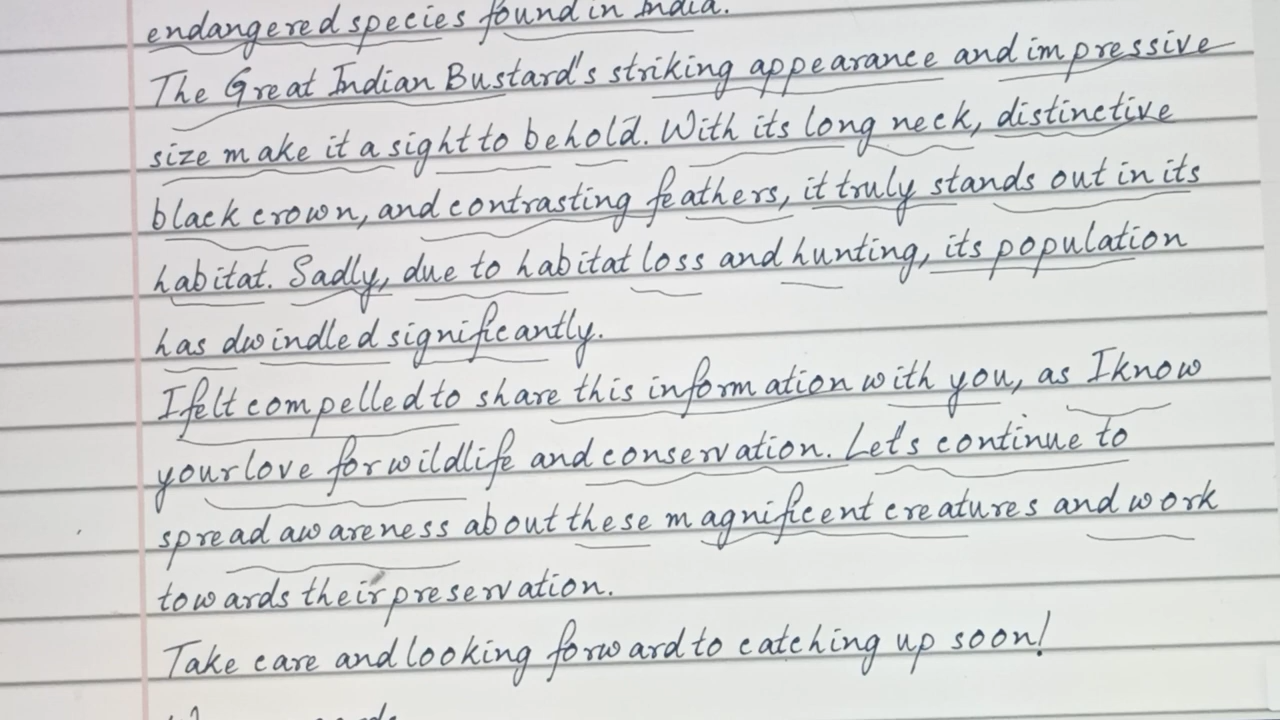 endangered species found in India.
The Great Indian Bustard's striking appearance and impressive
size make it a sight to behold. With its long neck, distinctive
black crown, and contrasting feathers, it truly stands out in its
habitat. Sadly, due to habitat loss and hunting, its population
has dwindled significantly.
I felt compelled to share this information with you, as I know
your love for wildlife and conservation. Let's continue to
spread awareness about these magnificent creatures and work
towards their preservation.
Take care and looking forward to catching up soon!